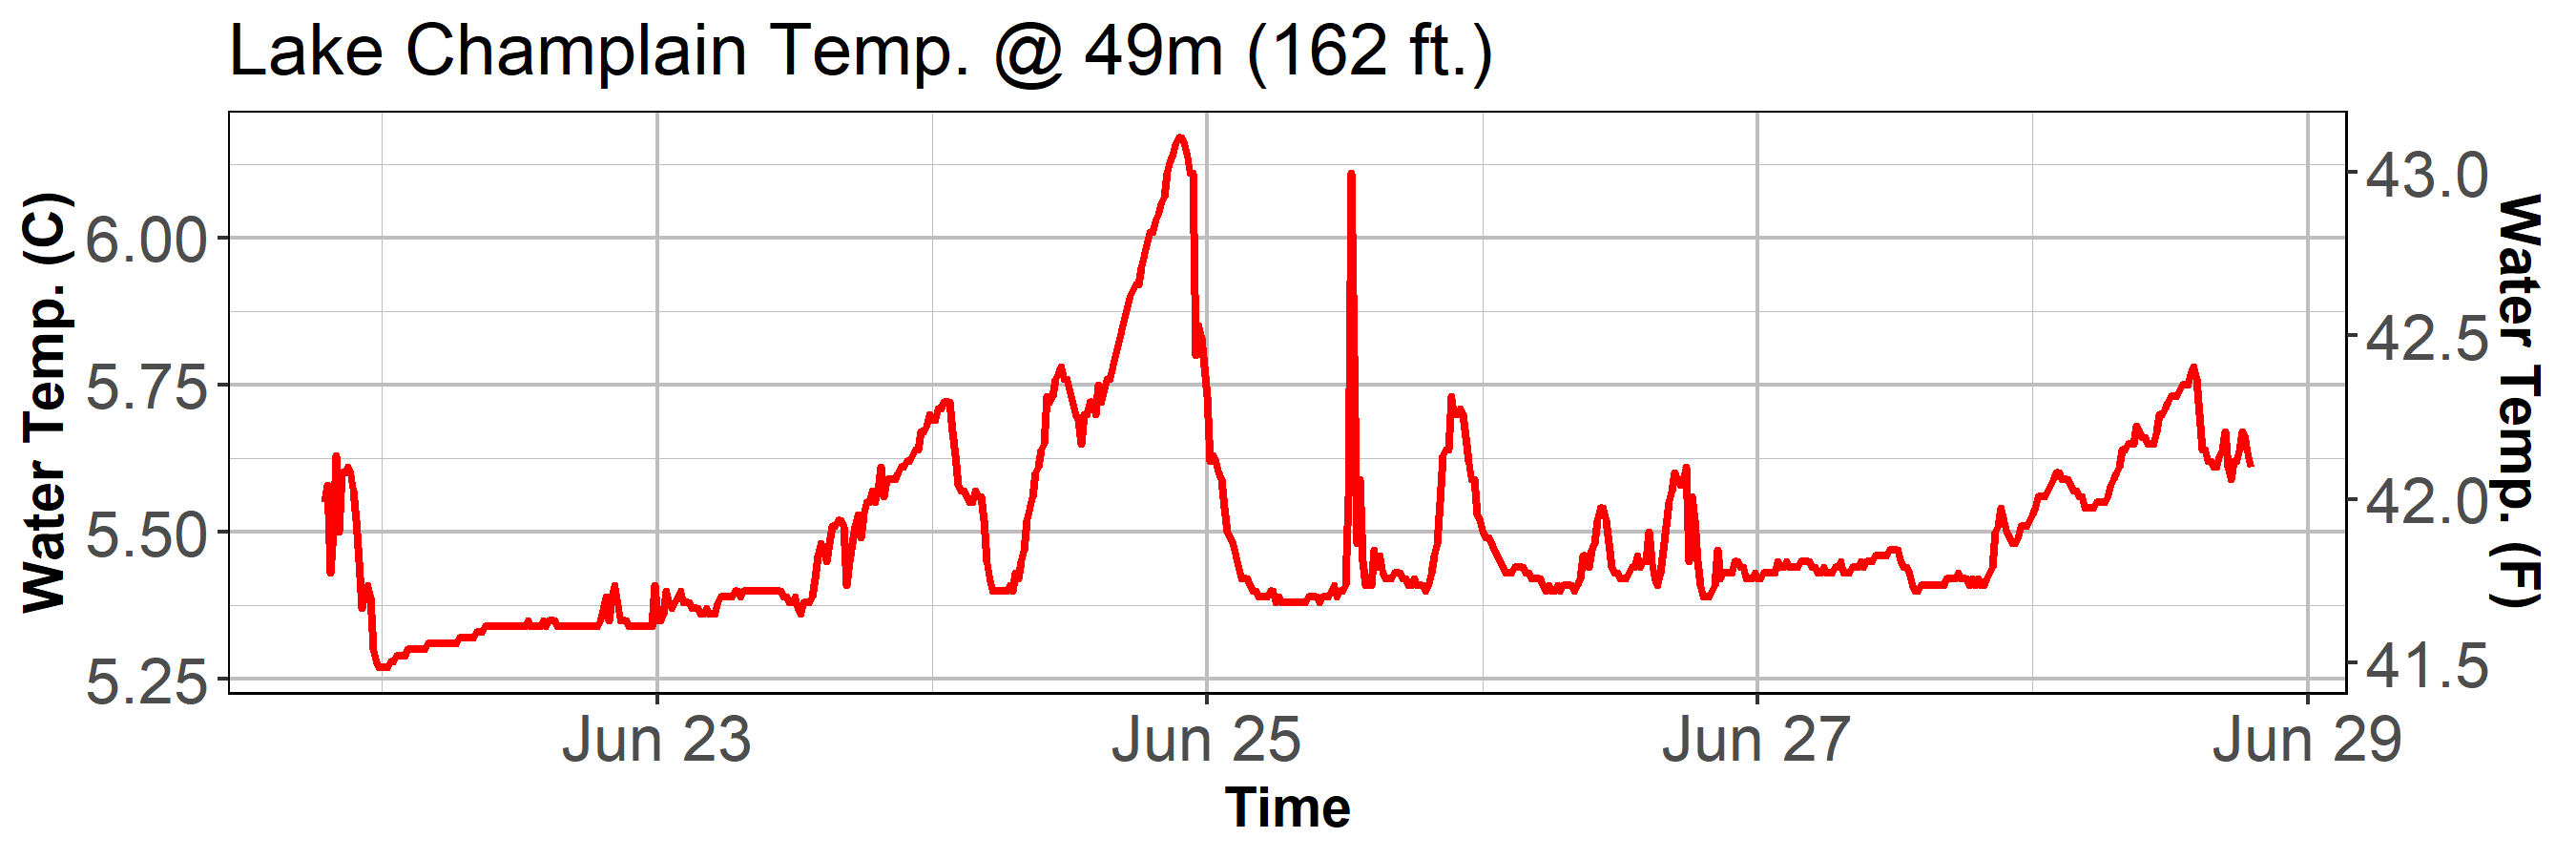 Lake Champlain Temp. @ 49m (162 ft.)
Water Temp. (C)
6.00
5.75
5.50
5.25
43.0
42.5
42.0
41.5
Water Temp. (F)
Jun 23 Jun 25 Jun 27 Jun 29
Time